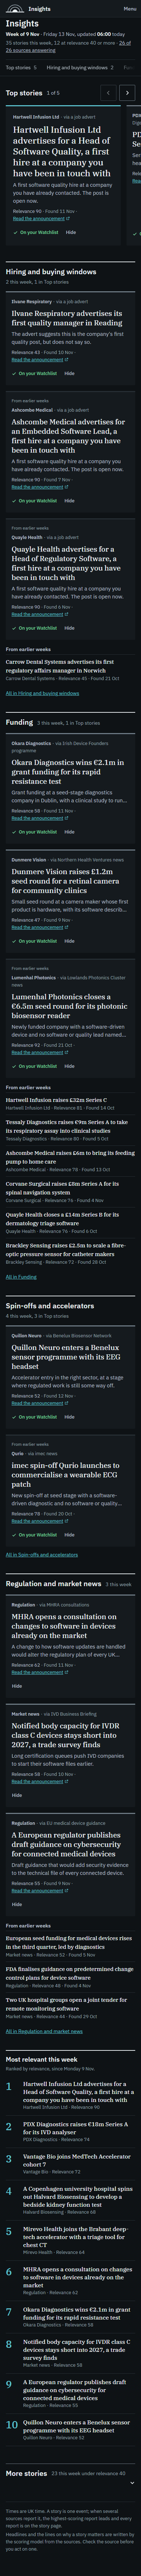 Insights
Menu
Insights
Week of 9 Nov · Friday 13 Nov, updated 06:00 today
25 stories this week, 12 at relevance 40 or more · 26 of
26 sources answering
Top stories 5
Hiring and buying windows 2
Top stories 1 of 5
Hartwell Infusion Ltd · via a job advert
Hartwell Infusion Ltd
advertises for a Head of
Software Quality, a first
hire at a company you
have been in touch with
A first software quality hire at a company
you have already contacted. The post is
open now.
Relevance 90 · Found 11 Nov ·
Read the announcement
On your Watchlist
Hide
Hiring and buying windows
2 this week, 1 in Top stories
Ilvane Respiratory · via a job advert
Ilvane Respiratory advertises its
first quality manager in Reading
The advert suggests this is the company's first
quality post, but does not say so.
Relevance 43 · Found 10 Nov ·
Read the announcement
On your Watchlist
Hide
From earlier weeks
Ashcombe Medical · via a job advert
Ashcombe Medical advertises for
an Embedded Software Lead, a
first hire at a company you have
been in touch with
A first software quality hire at a company you
have already contacted. The post is open now.
Relevance 90 · Found 7 Nov ·
Read the announcement
On your Watchlist
Hide
From earlier weeks
Quayle Health · via a job advert
Quayle Health advertises for a
Head of Regulatory Software, a
first hire at a company you have
been in touch with
A first software quality hire at a company you
have already contacted. The post is open now.
Relevance 90 · Found 6 Nov ·
Read the announcement
On your Watchlist
Hide
From earlier weeks
Carrow Dental Systems advertises its first
regulatory affairs manager in Norwich
Carrow Dental Systems · Relevance 45 · Found 21 Oct
All in Hiring and buying windows
Funding 2 this week, 1 in Top stories
Okara Diagnostics · via Irish Device Founders
programme
Okara Diagnostics wins €2.1m in
grant funding for its rapid
resistance test
Grant funding at a seed-stage diagnostics
company in Dublin, with a clinical study to run...
Relevance 58 · Found 11 Nov ·
Read the announcement
On your Watchlist
Hide
Dunmere Vision · via Northern Health Ventures news
Dunmere Vision raises £1.2m
seed round for a retinal camera
for community clinics
Small seed round at a camera maker whose first
product is hardware, with its software describ...
Relevance 47 · Found 9 Nov ·
Read the announcement
On your Watchlist
Hide
From earlier weeks
Lumenhal Photonics · via Lowlands Photonics Cluster
news
Lumenhal Photonics closes a
€6.5m seed round for its photonic
biosensor reader
Newly funded company with a software-driven
device and no software or quality lead named...
Relevance 92 · Found 21 Oct ·
Read the announcement
On your Watchlist
Hide
From earlier weeks
Hartwell Infusion raises £32m Series C
Hartwell Infusion Ltd · Relevance 81 · Found 14 Oct
Tessaly Diagnostics raises €9m Series A to take
its respiratory assay into clinical studies
Tessaly Diagnostics · Relevance 80 · Found 5 Oct
Ashcombe Medical raises £6m to bring its feeding
pump to home care
Ashcombe Medical · Relevance 78 · Found 13 Oct
Corvane Surgical raises £8m Series A for its
spinal navigation system
Corvane Surgical · Relevance 76 · Found 4 Nov
Quayle Health closes a £14m Series B for its
dermatology triage software
Quayle Health · Relevance 76 · Found 6 Oct
Brackley Sensing raises £2.5m to scale a fibre-
optic pressure sensor for catheter makers
Brackley Sensing · Relevance 72 · Found 28 Oct
All in Funding
Spin-offs and accelerators
4 this week, 3 in Top stories
Quillon Neuro · via Benelux Biosensor Network
Quillon Neuro enters a Benelux
sensor programme with its EEG
headset
Accelerator entry in the right sector, at a stage
where regulated work is still some way off.
Relevance 52 · Found 12 Nov ·
Read the announcement
On your Watchlist
Hide
From earlier weeks
Qurio · via imec news
imec spin-off Qurio launches to
commercialise a wearable ECG
patch
New spin-off at seed stage with a software-
driven diagnostic and no software or quality...
Relevance 78 · Found 20 Oct ·
Read the announcement
On your Watchlist
Hide
All in Spin-offs and accelerators
Regulation and market news 3 this week
Regulation · via MHRA consultations
MHRA opens a consultation on
changes to software in devices
already on the market
A change to how software updates are handled
would alter the regulatory plan of every UK...
Relevance 62 · Found 11 Nov ·
Read the announcement
Hide
Market news · via IVD Business Briefing
Notified body capacity for IVDR
class C devices stays short into
2027, a trade survey finds
Long certification queues push IVD companies
to start their software files earlier.
Relevance 58 · Found 10 Nov ·
Read the announcement
Hide
Regulation · via EU medical device guidance
A European regulator publishes
draft guidance on cybersecurity
for connected medical devices
Draft guidance that would add security evidence
to the technical file of every connected device.
Relevance 55 · Found 9 Nov ·
Read the announcement
Hide
From earlier weeks
European seed funding for medical devices rises
in the third quarter, led by diagnostics
Market news · Relevance 52 · Found 5 Nov
FDA finalises guidance on predetermined change
control plans for device software
Regulation · Relevance 48 · Found 4 Nov
Two UK hospital groups open a joint tender for
remote monitoring software
Market news · Relevance 44 · Found 29 Oct
All in Regulation and market news
Most relevant this week
Ranked by relevance, since Monday 9 Nov.
1 Hartwell Infusion Ltd advertises for a
Head of Software Quality, a first hire at a
company you have been in touch with
Hartwell Infusion Ltd · Relevance 90
2 PDX Diagnostics raises €18m Series A
for its IVD analyser
PDX Diagnostics · Relevance 74
3 Vantage Bio joins MedTech Accelerator
cohort 7
Vantage Bio · Relevance 72
4 A Copenhagen university hospital spins
out Halvard Biosensing to develop a
bedside kidney function test
Halvard Biosensing · Relevance 68
5 Mirevo Health joins the Brabant deep-
tech accelerator with a triage tool for
chest CT
Mirevo Health · Relevance 64
6 MHRA opens a consultation on changes
to software in devices already on the
market
Regulation · Relevance 62
7 Okara Diagnostics wins €2.1m in grant
funding for its rapid resistance test
Okara Diagnostics · Relevance 58
8 Notified body capacity for IVDR class C
devices stays short into 2027, a trade
survey finds
Market news · Relevance 58
9 A European regulator publishes draft
guidance on cybersecurity for
connected medical devices
Regulation · Relevance 55
10 Quillon Neuro enters a Benelux sensor
programme with its EEG headset
Quillon Neuro · Relevance 52
More stories 23 this week under relevance 40
Times are UK time. A story is one event; when several
sources report it, the highest-scoring report leads and every
report is on the story page.
Headlines and the lines on why a story matters are written by
the scoring model from the sources. Check the source before
you act on one.